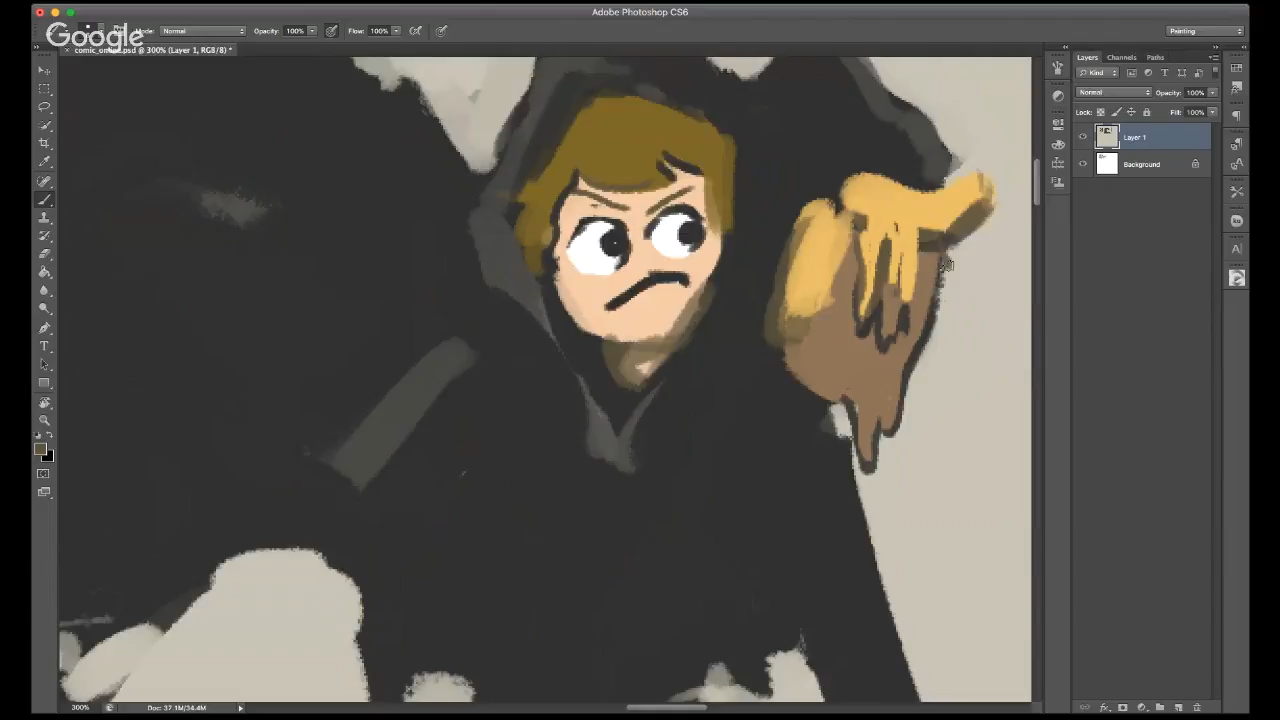 Adobe Photoshop CS6
Google
Mode: Normal Opacity: 100% Flow: 100% Painting
comic_online.psd @ 300% (Layer 1, RGB/8) *
Layers Channels Paths
Kind
Normal Opacity: 100%
Lock: Fill: 100%
Layer 1
Background
300% Doc: 37.1M/34.4M